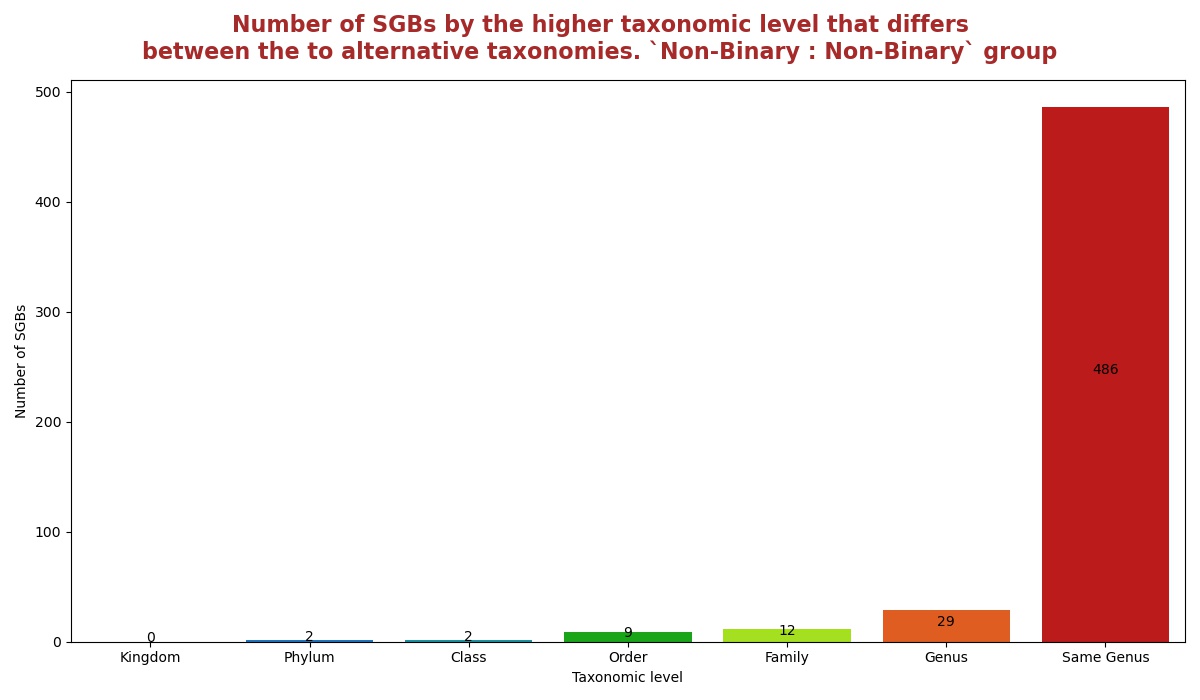 Number of SGBs by the higher taxonomic level that differs
between the to alternative taxonomies. `Non-Binary : Non-Binary` group
500
400
300
200
100
0
Number of SGBs
0
2
2
9
12
29
486
Kingdom
Phylum
Class
Order
Family
Genus
Same Genus
Taxonomic level